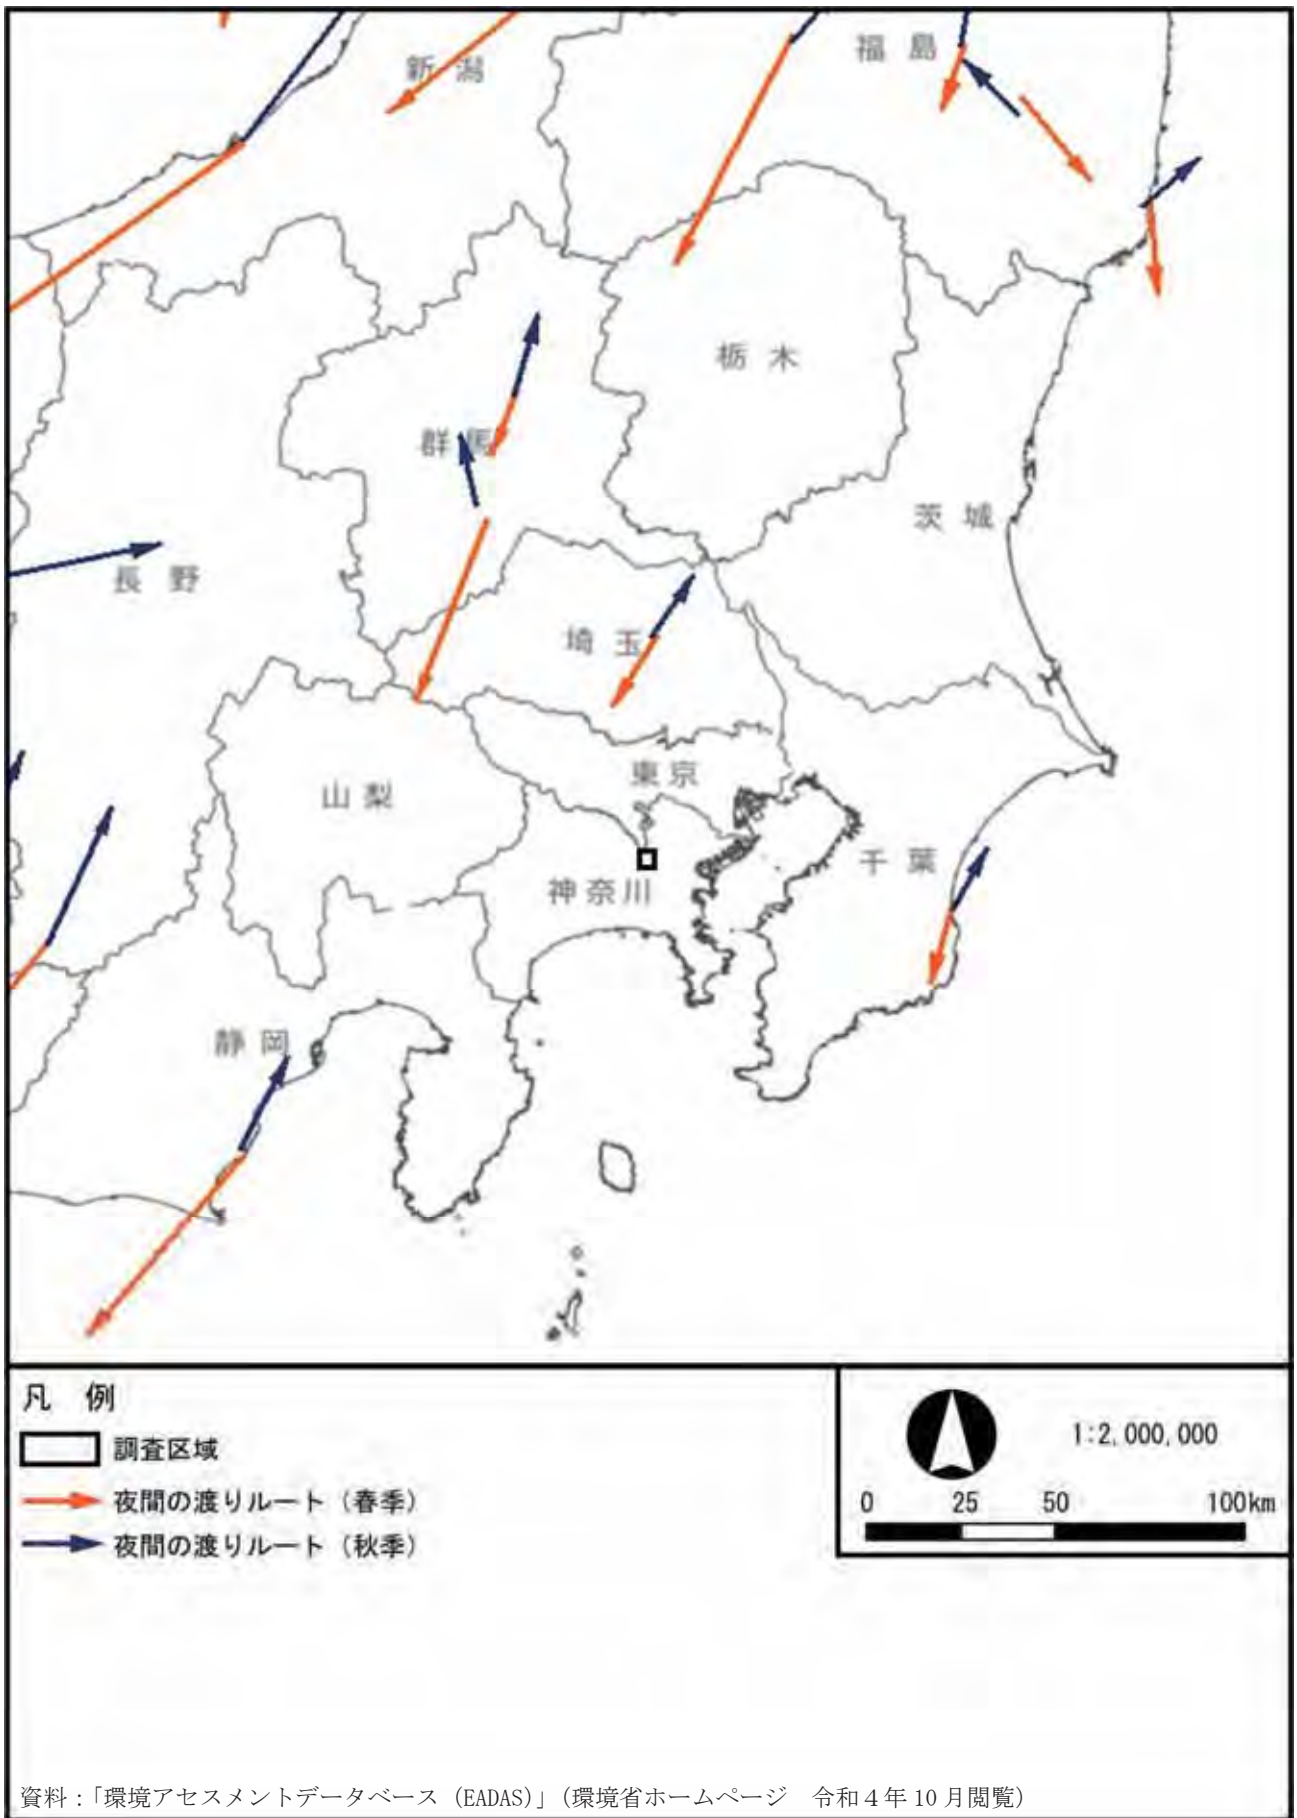 新 潟
福 島
栃 木
群 馬
茨 城
長 野
埼 玉
東 京
山 梨
千 葉
神 奈 川
静 岡
凡 例
調査区域
夜間の渡りルート（春季）
夜間の渡りルート（秋季）
1:2,000,000
0 25 50 100km
資料：「環境アセスメントデータベース（EADAS）」（環境省ホームページ 令和４年 10 月閲覧）